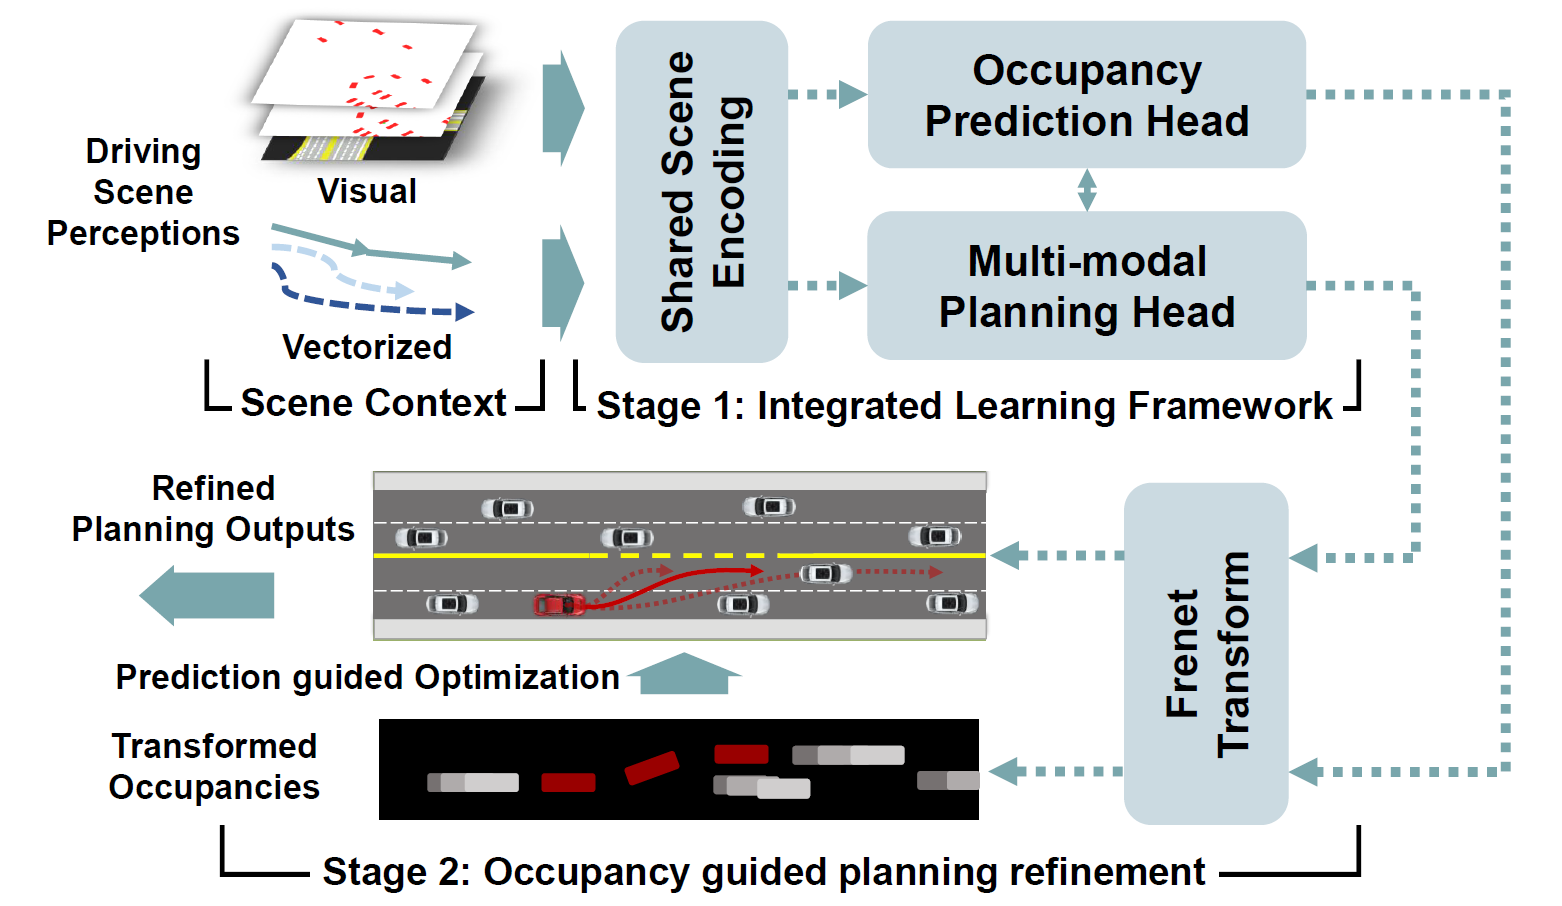 Driving
Scene
Perceptions
Visual
Vectorized
Scene Context
Shared Scene
Encoding
Occupancy
Prediction Head
Multi-modal
Planning Head
Stage 1: Integrated Learning Framework
Refined
Planning Outputs
Prediction guided Optimization
Transformed
Occupancies
Frenet
Transform
Stage 2: Occupancy guided planning refinement